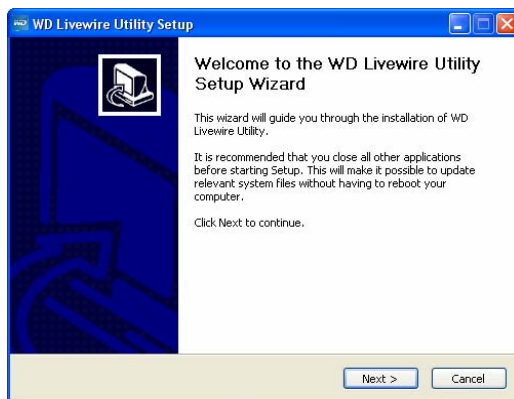 WD Livewire Utility Setup
Welcome to the WD Livewire Utility
Setup Wizard
This wizard will guide you through the installation of WD
Livewire Utility.
It is recommended that you close all other applications
before starting Setup. This will make it possible to update
relevant system files without having to reboot your
computer.
Click Next to continue.
Next >
Cancel